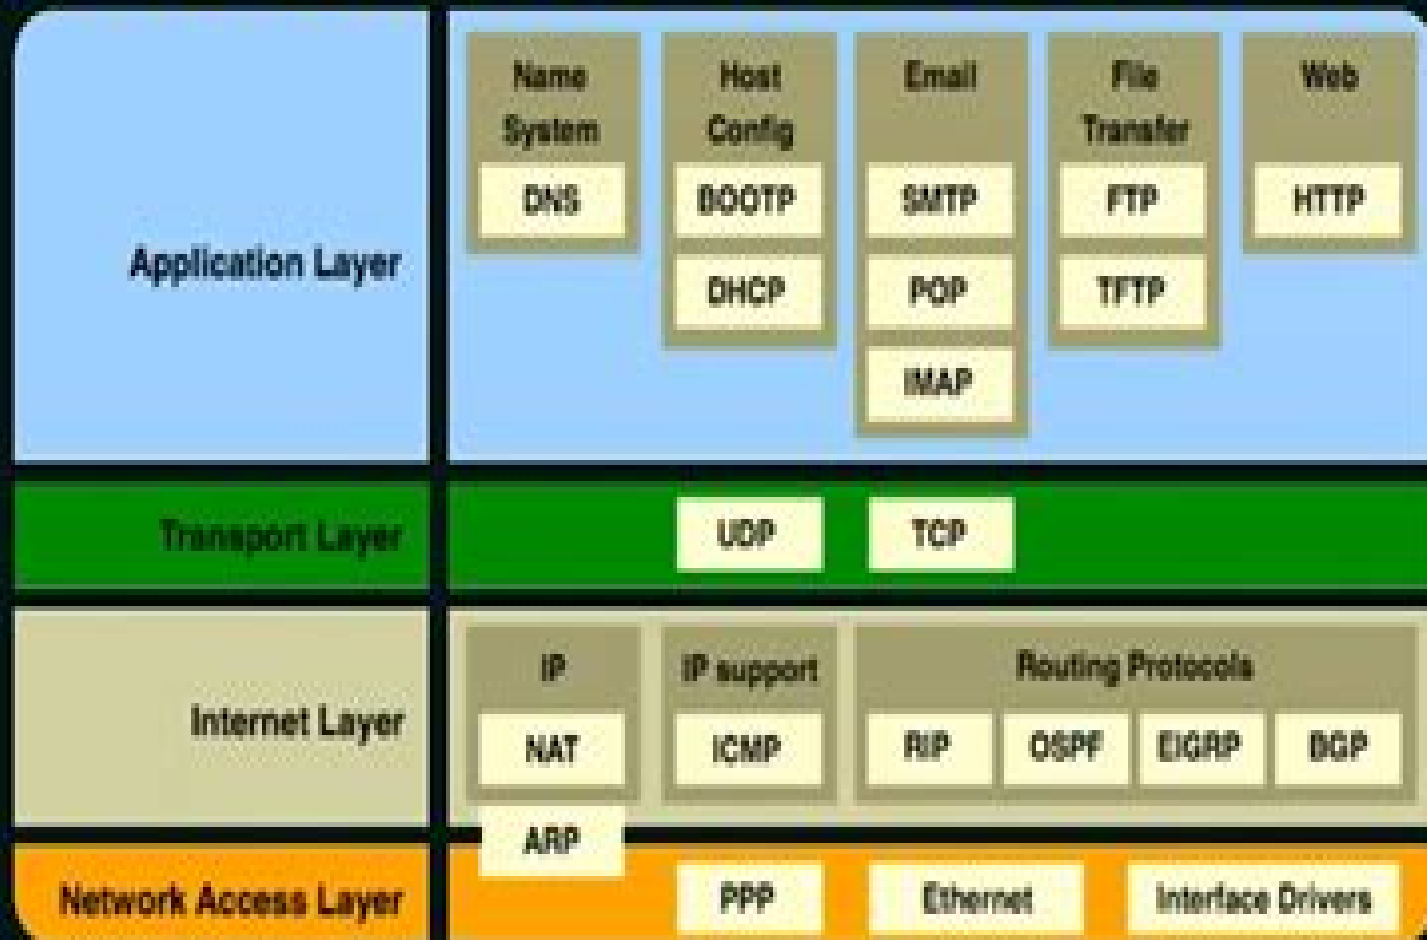 Application Layer
Name
System
DNS
Host
Config
BOOTP
DHCP
Email
SMTP
POP
IMAP
File
Transfer
FTP
TFTP
Web
HTTP
Transport Layer
UDP
TCP
Internet Layer
IP
NAT
ARP
IP support
ICMP
Routing Protocols
RIP
OSPF
EIGRP
BGP
Network Access Layer
PPP
Ethernet
Interface Drivers